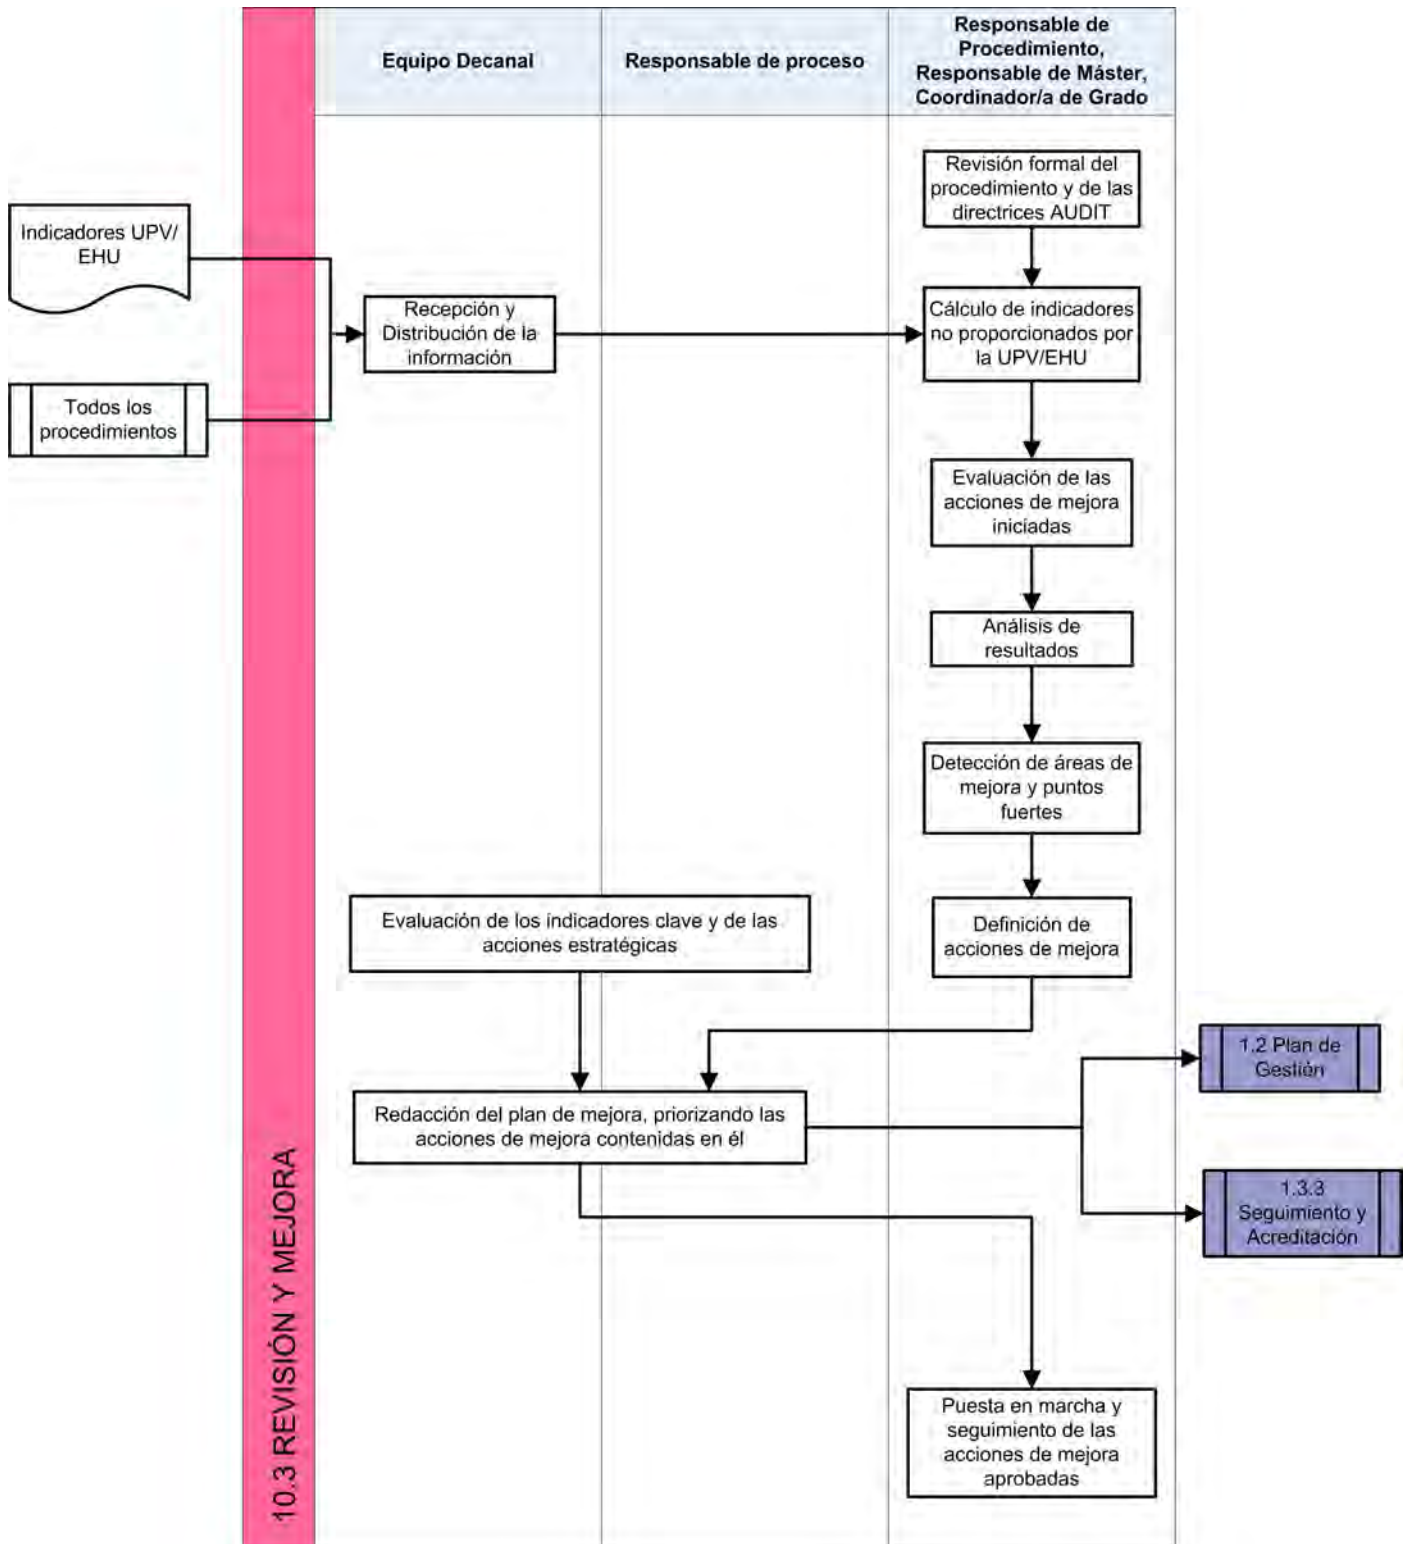 Equipo Decanal
Responsable de proceso
Responsable de
Procedimiento,
Responsable de Máster,
Coordinador/a de Grado
Revisión formal del
procedimiento y de las
directrices AUDIT
Indicadores UPV/
EHU
Recepción y
Distribución de la
información
Cálculo de indicadores
no proporcionados por
la UPV/EHU
Todos los
procedimientos
Evaluación de las
acciones de mejora
iniciadas
Análisis de
resultados
Detección de áreas de
mejora y puntos
fuertes
Evaluación de los indicadores clave y de las
acciones estratégicas
Definición de
acciones de mejora
1.2 Plan de
Gestión
Redacción del plan de mejora, priorizando las
acciones de mejora contenidas en él
1.3.3
Seguimiento y
Acreditación
10.3 REVISIÓN Y MEJORA
Puesta en marcha y
seguimiento de las
acciones de mejora
aprobadas